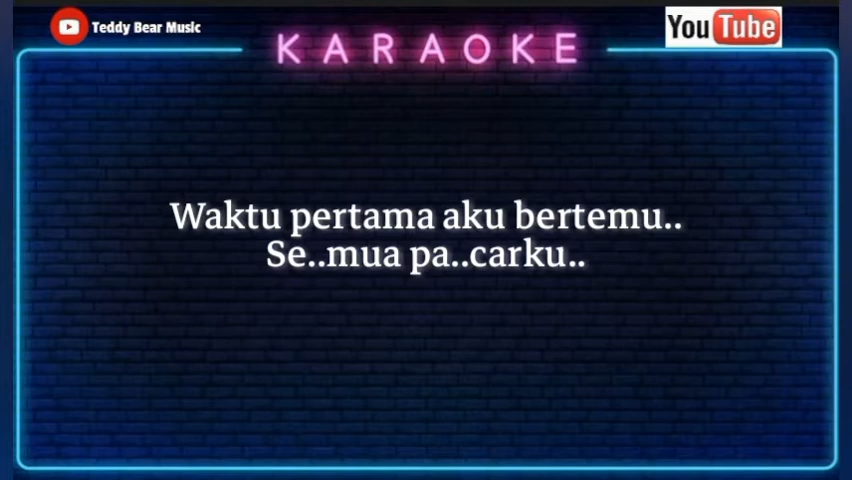 Teddy Bear Music
YouTube
KARAOKE
Waktu pertama aku bertemu..
Se..mua pa..carku..